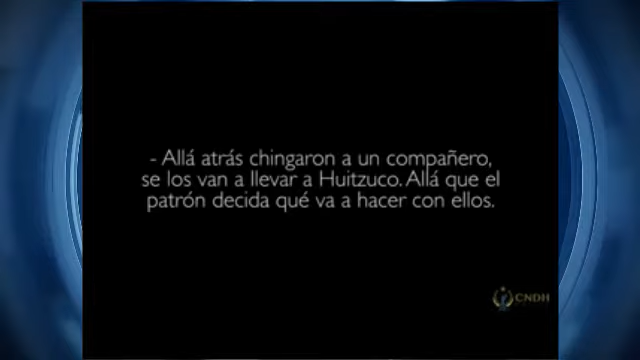 - Allá atrás chingaron a un compañero,
se los van a llevar a Huitzuco. Allá que el
patrón decida qué va a hacer con ellos.
CNDH